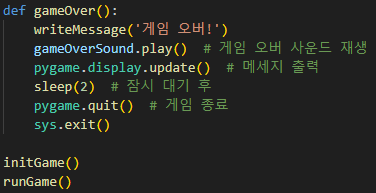 def gameOver():
    writeMessage('게임 오버!')
    gameOverSound.play()  # 게임 오버 사운드 재생
    pygame.display.update()  # 메세지 출력
    sleep(2)  # 잠시 대기 후
    pygame.quit()  # 게임 종료
    sys.exit()

initGame()
runGame()